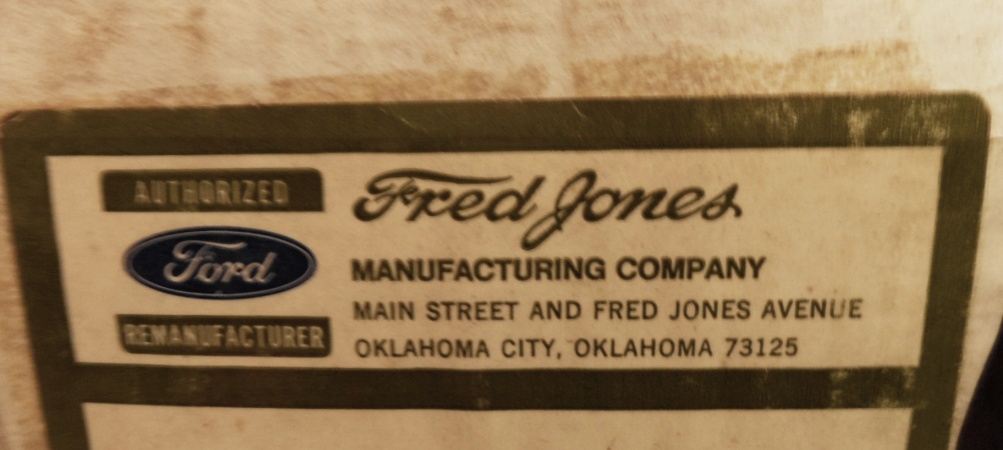 AUTHORIZED
Ford
REMANUFACTURER
Fred Jones
MANUFACTURING COMPANY
MAIN STREET AND FRED JONES AVENUE
OKLAHOMA CITY, OKLAHOMA 73125